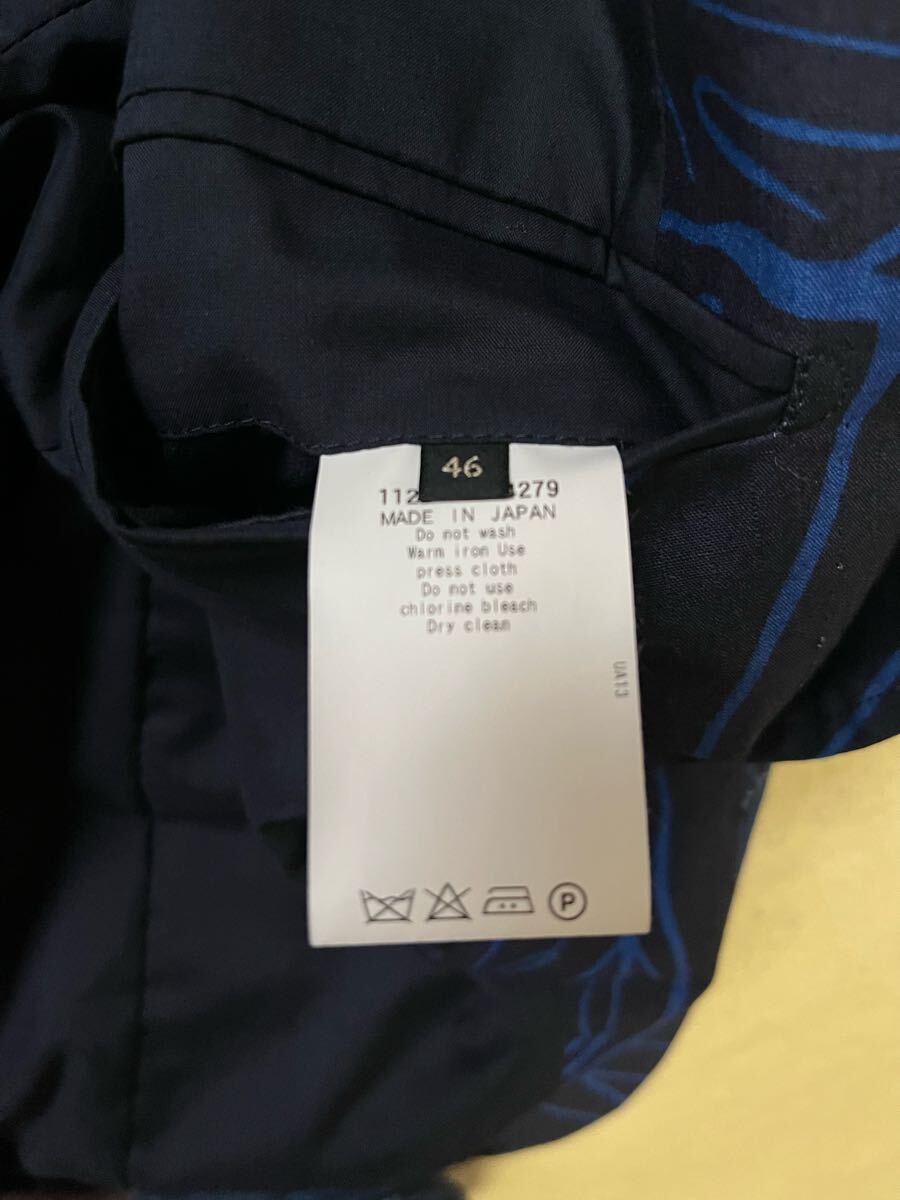 46
112 279
MADE IN JAPAN
Do not wash
Warm iron Use
press cloth
Do not use
chlorine bleach
Dry clean
UA13
P